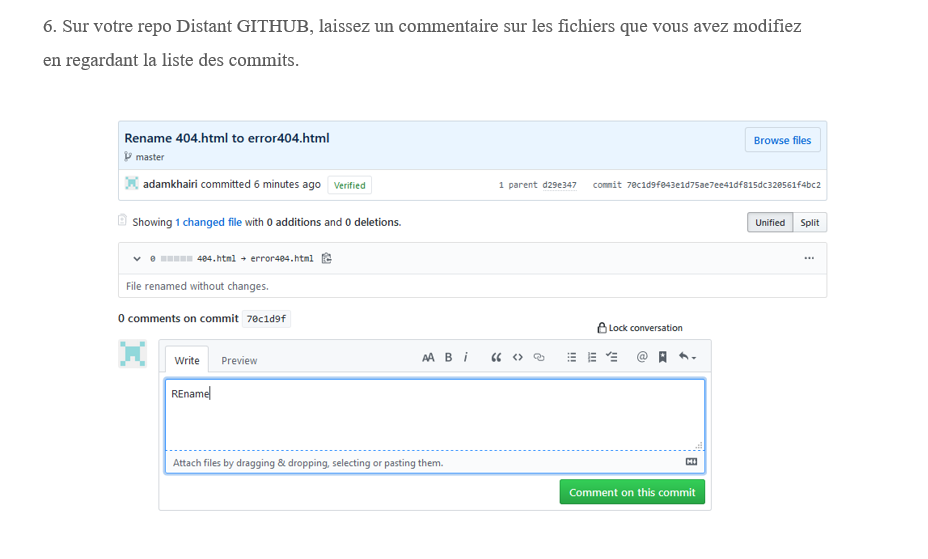 6. Sur votre repo Distant GITHUB, laissez un commentaire sur les fichiers que vous avez modifiez
en regardant la liste des commits.
Rename 404.html to error404.html
Browse files
master
adamkhairi committed 6 minutes ago Verified
1 parent d29e347 commit 70c1d9f043e1d75ae7ee41df815dc320561f4bc2
Showing 1 changed file with 0 additions and 0 deletions.
Unified Split
0 404.html → error404.html
File renamed without changes.
0 comments on commit 70c1d9f
Lock conversation
Write Preview
REname
Attach files by dragging & dropping, selecting or pasting them.
Comment on this commit